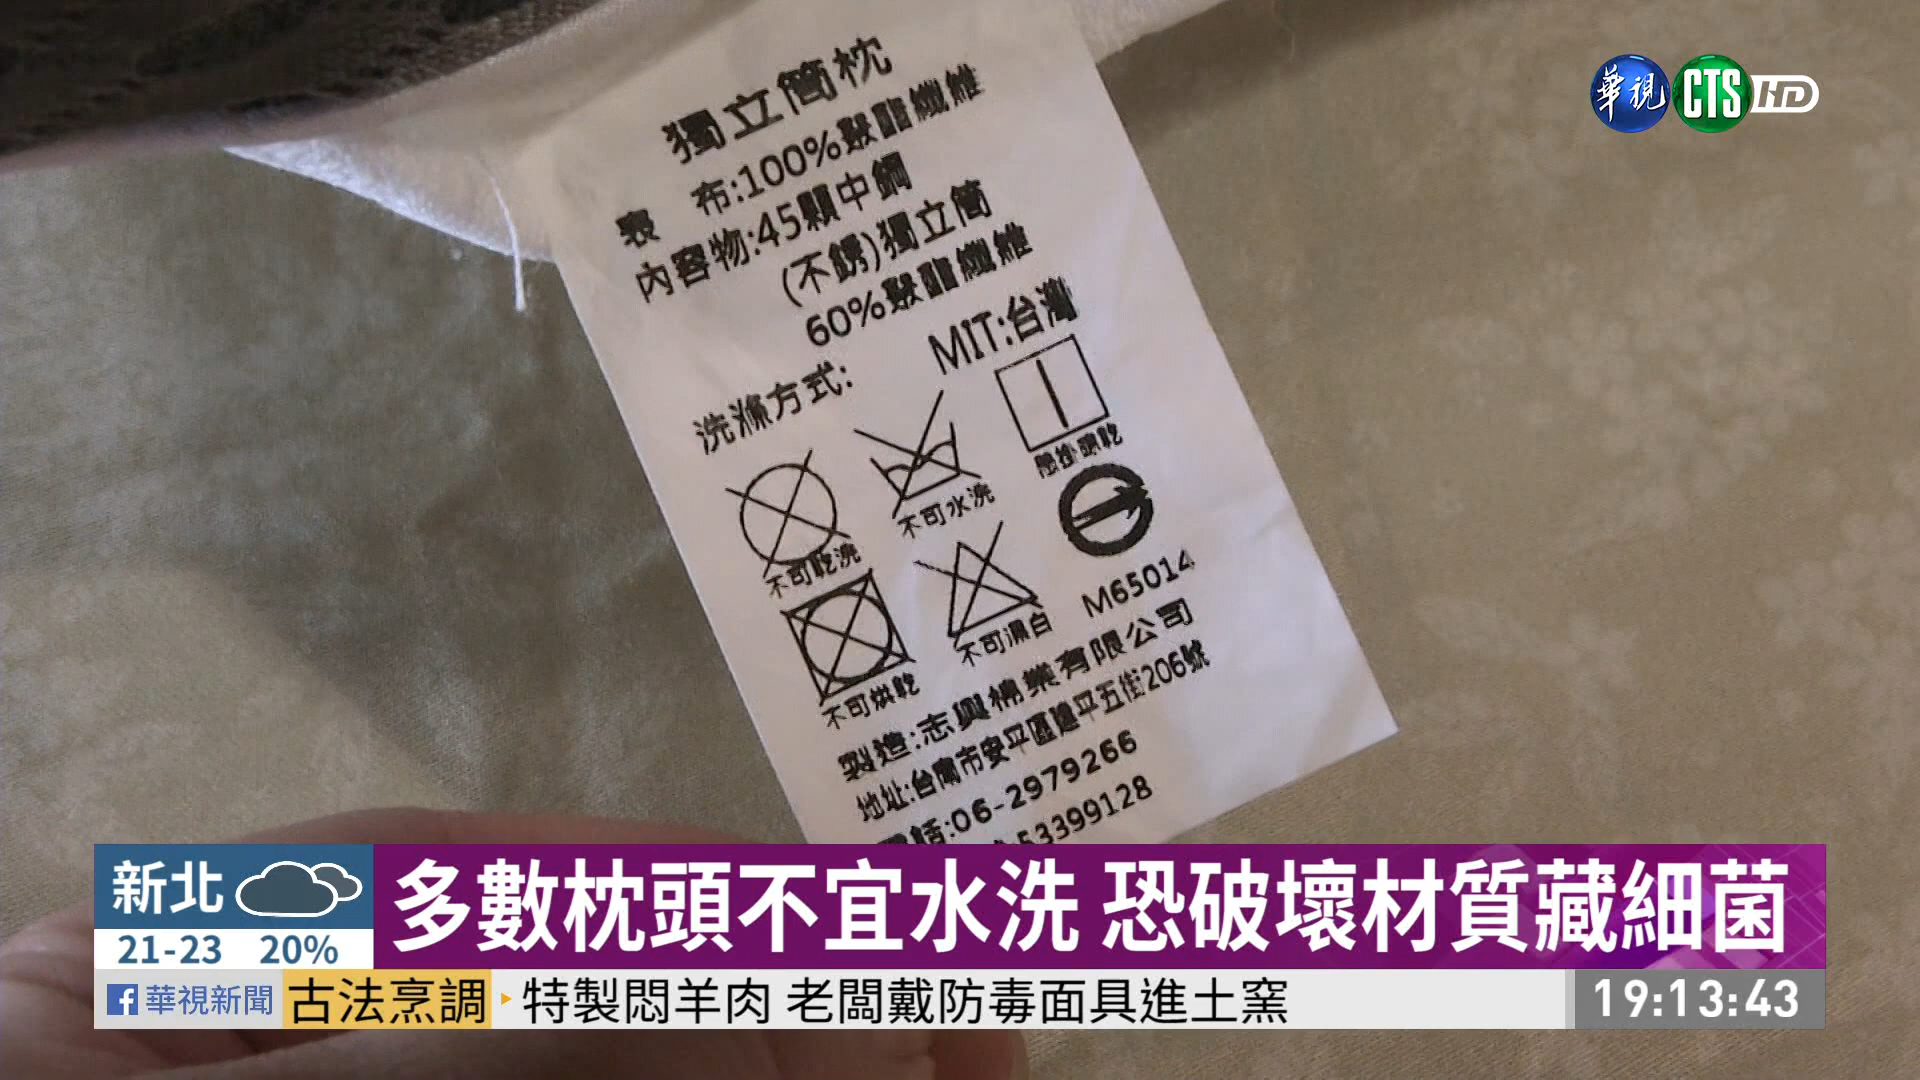 華視 CTS HD
獨立筒枕
表 布:100%聚酯纖維
內容物:45顆中鋼
(不銹)獨立筒
60%聚酯纖維
MIT:台灣
洗滌方式:
懸掛晾乾
不可水洗
不可乾洗
不可濕白
不可烘乾
M65014
製造:志興棉業有限公司
地址:台南市安平區建平五街206號
電話:06-2979266
53399128
新北
21-23 20%
多數枕頭不宜水洗 恐破壞材質藏細菌
華視新聞 古法烹調 特製悶羊肉 老闆戴防毒面具進土窯
19:13:43